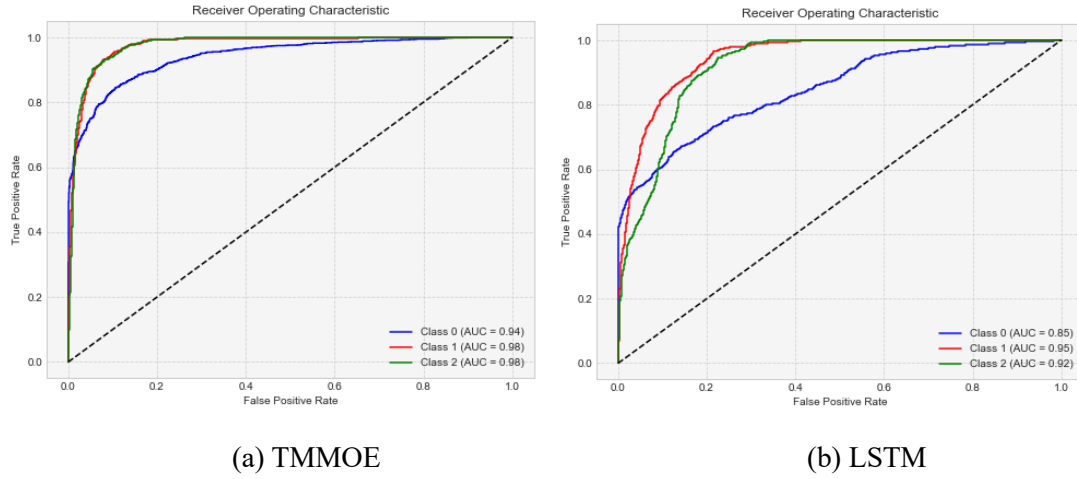 Receiver Operating Characteristic
True Positive Rate
1.0
0.8
0.6
0.4
0.2
0.0
Class 0 (AUC = 0.94)
Class 1 (AUC = 0.98)
Class 2 (AUC = 0.98)
0.0 0.2 0.4 0.6 0.8 1.0
False Positive Rate
(a) TMMOE
Receiver Operating Characteristic
True Positive Rate
1.0
0.8
0.6
0.4
0.2
0.0
Class 0 (AUC = 0.85)
Class 1 (AUC = 0.95)
Class 2 (AUC = 0.92)
0.0 0.2 0.4 0.6 0.8 1.0
False Positive Rate
(b) LSTM